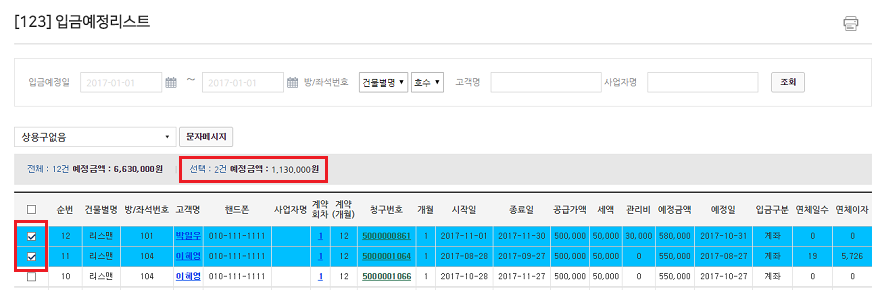 [123] 입금예정리스트
입금예정일 2017-01-01 ~ 2017-01-01 방/좌석번호 건물별명 호수 고객명 사업자명 조회
상용구없음 문자메시지
전체 : 12건 예정금액 : 6,630,000원 선택 : 2건 예정금액 : 1,130,000원
순번 건물별명 방/좌석번호 고객명 핸드폰 사업자명 계약회차 계약(개월) 청구번호 개월 시작일 종료일 공급가액 세액 관리비 예정금액 예정일 입금구분 연체일수 연체이자
12 리스맨 101 박일우 010-111-1111 1 12 5000000861 1 2017-11-01 2017-11-30 500,000 50,000 30,000 580,000 2017-10-31 계좌 0 0
11 리스맨 104 이혜영 010-111-1111 1 12 5000001064 1 2017-08-28 2017-09-27 500,000 50,000 0 550,000 2017-08-27 계좌 19 5,726
10 리스맨 104 이혜영 010-111-1111 1 12 5000001066 1 2017-10-28 2017-11-27 500,000 50,000 0 550,000 2017-10-27 계좌 0 0